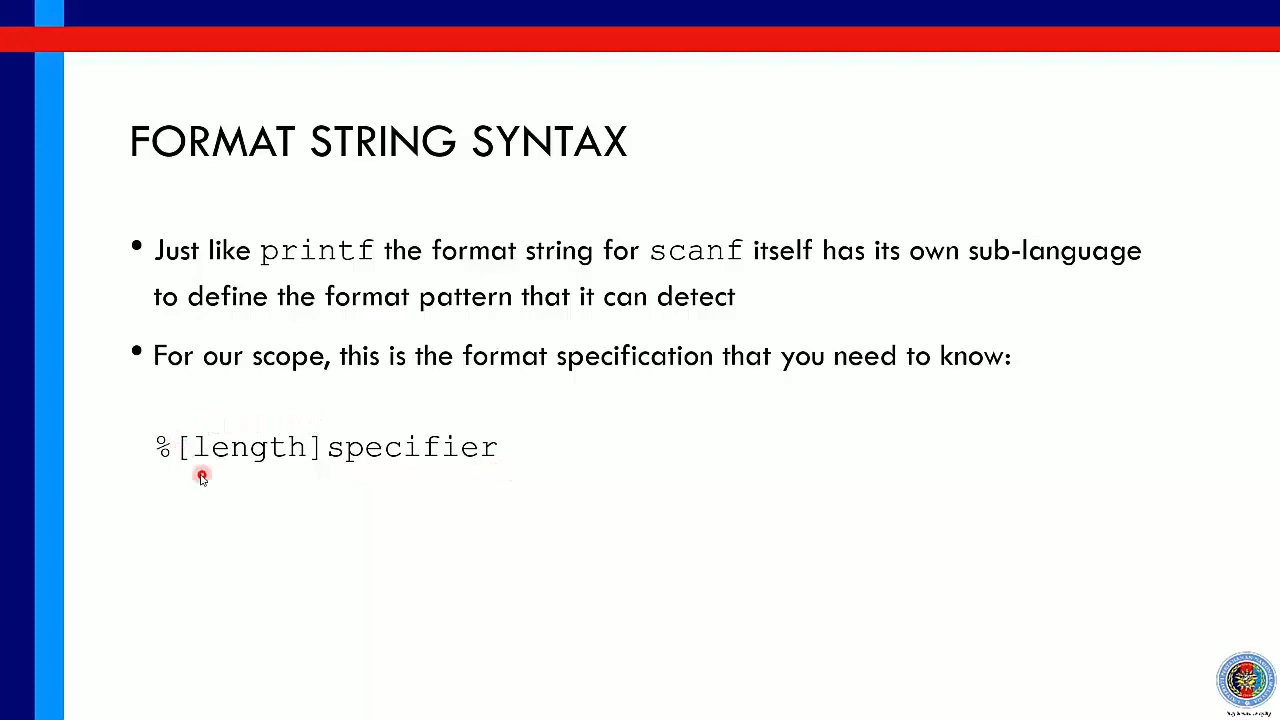 FORMAT STRING SYNTAX
• Just like printf the format string for scanf itself has its own sub-language
to define the format pattern that it can detect
• For our scope, this is the format specification that you need to know:
%[length]specifier